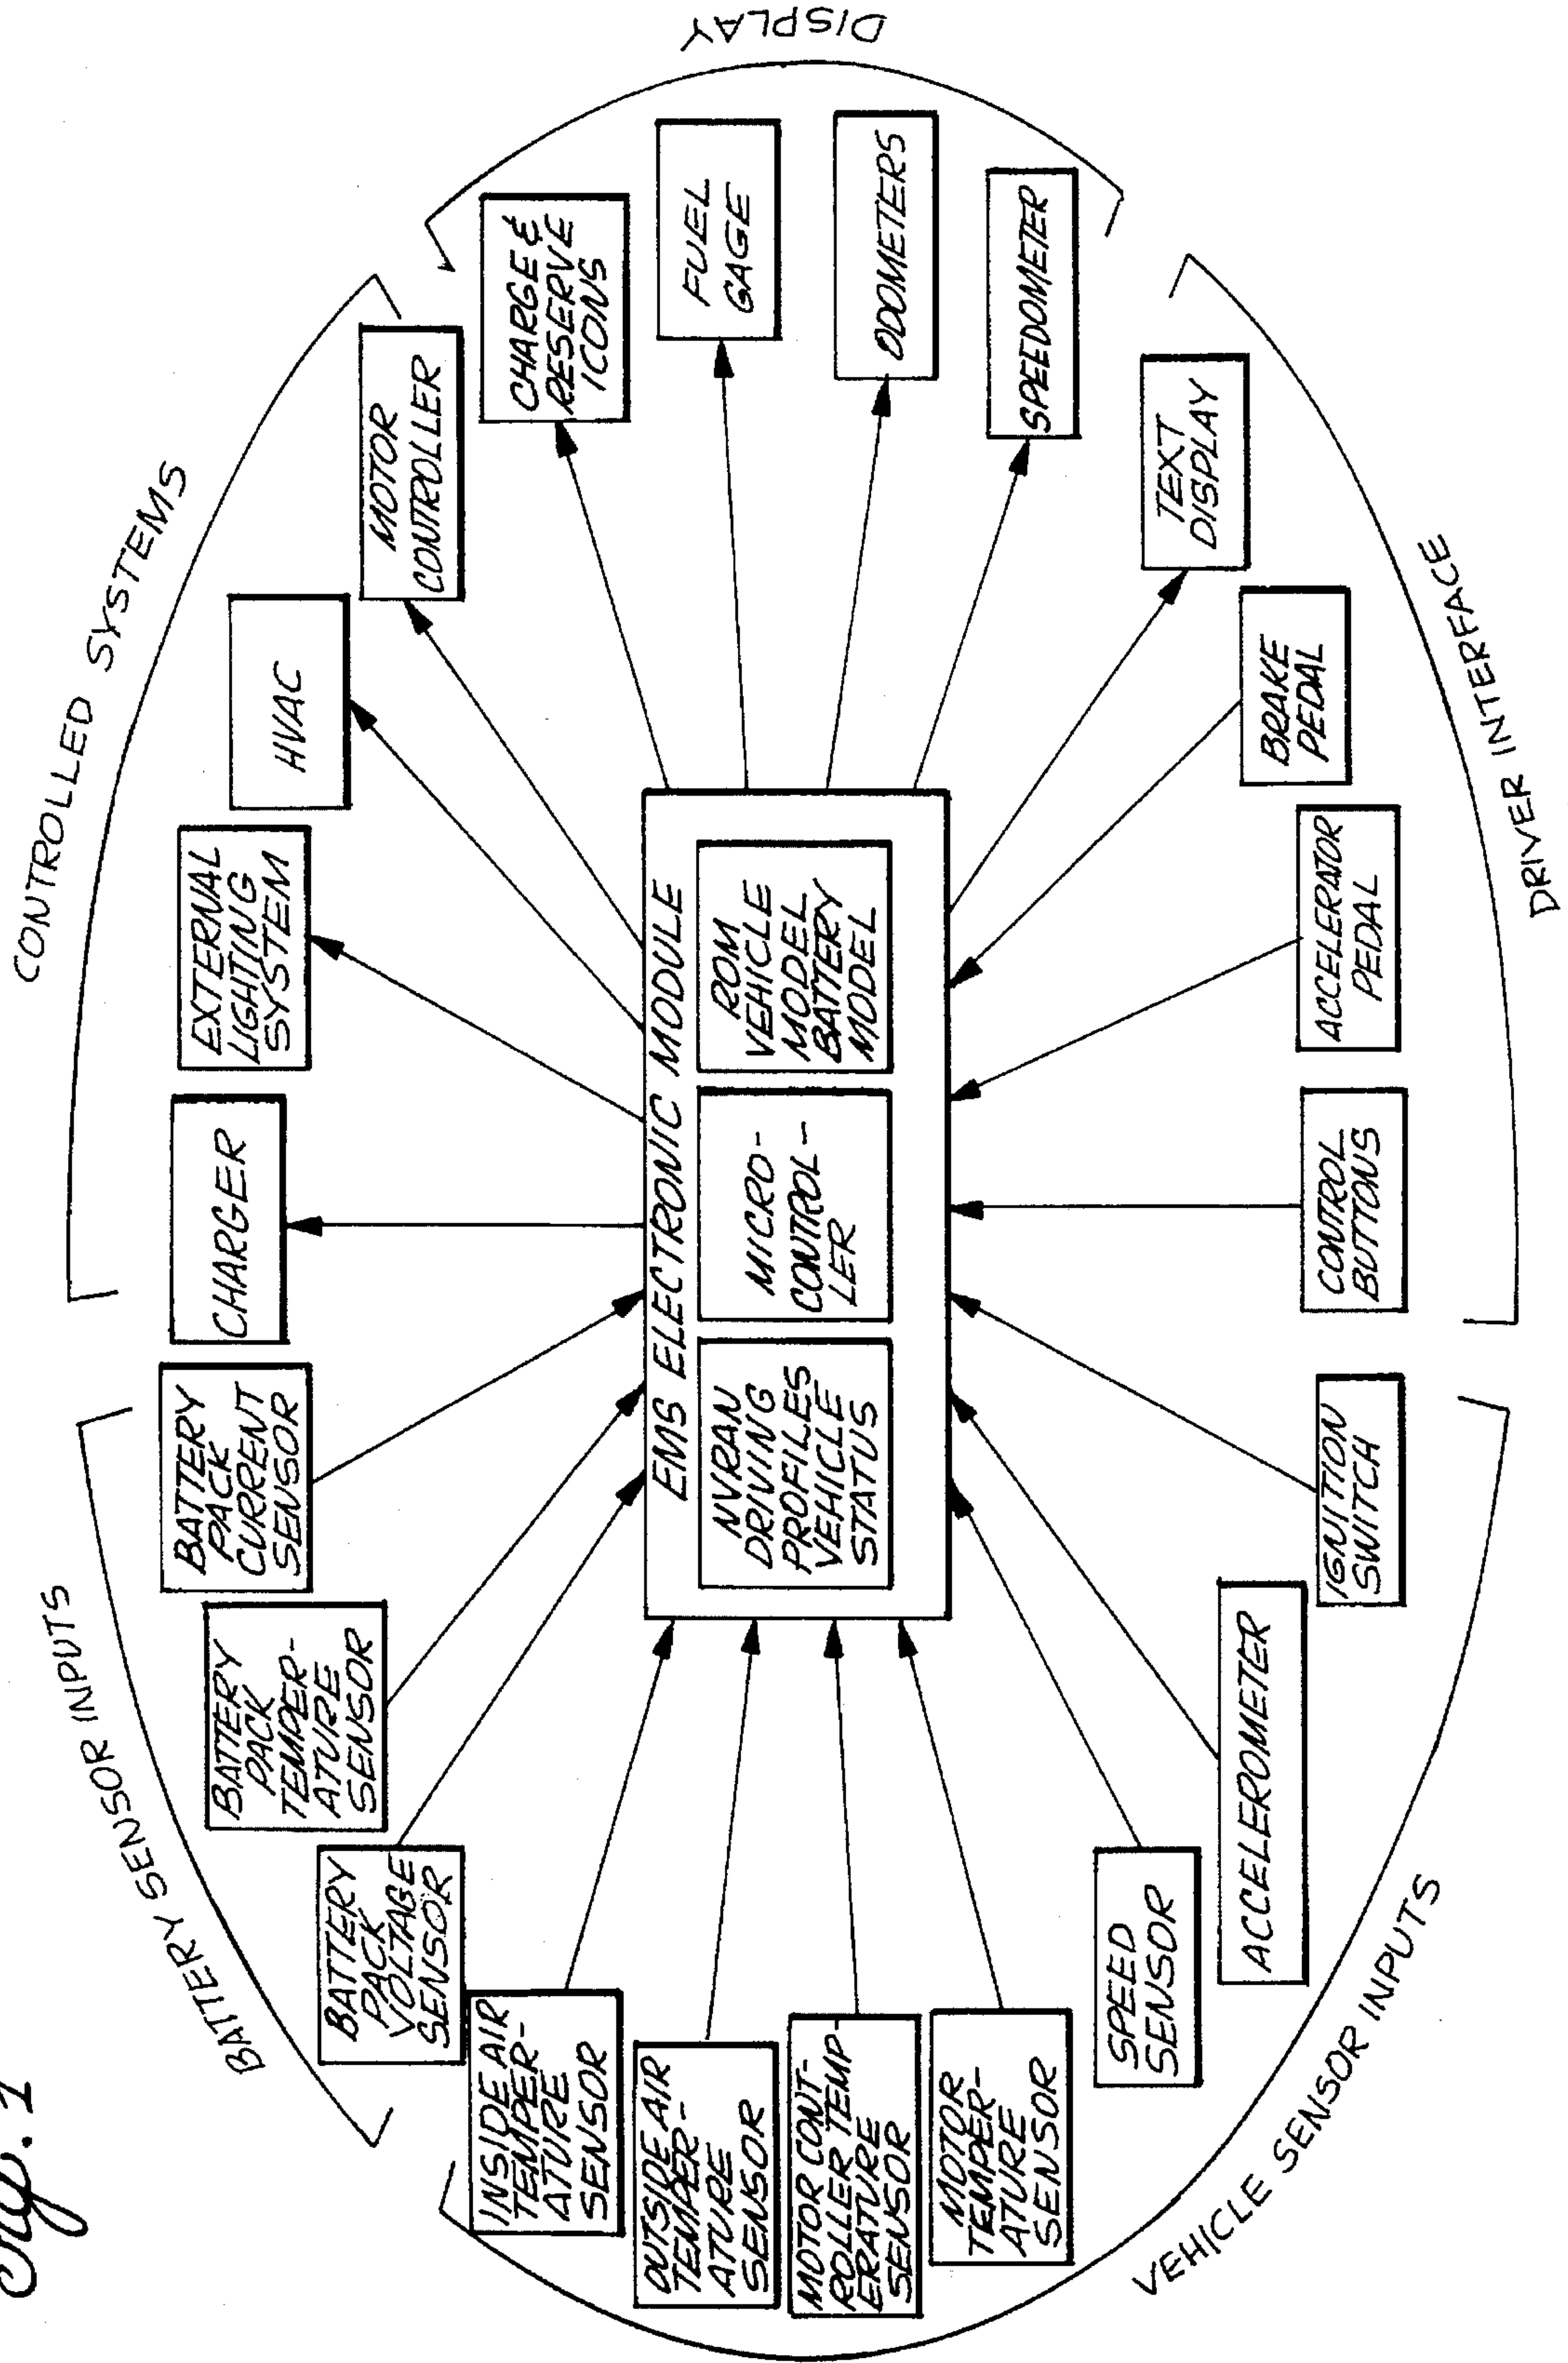 Fig. 1
BATTERY SENSOR INPUTS
CONTROLLED SYSTEMS
BATTERY
PACK
VOLTAGE
SENSOR
BATTERY
PACK
TEMPER-
ATURE
SENSOR
BATTERY
PACK
CURRENT
SENSOR
CHARGER
EXTERNAL
LIGHTING
SYSTEM
HVAC
MOTOR
CONTROLLER
INSIDE AIR
TEMPER-
ATURE
SENSOR
OUTSIDE AIR
TEMPER-
ATURE
SENSOR
MOTOR CONT-
ROLLER TEMP-
ERATURE
SENSOR
MOTOR
TEMPER-
ATURE
SENSOR
EMS ELECTRONIC MODULE
NVRAN
DRIVING
PROFILES
VEHICLE
STATUS
MICRO-
CONTROL-
LER
ROM
VEHICLE
MODEL
BATTERY
MODEL
CHARGE &
RESERVE
ICONS
FUEL
GAGE
ODOMETERS
SPEEDOMETER
DISPLAY
SPEED
SENSOR
ACCELEROMETER
IGNITION
SWITCH
CONTROL
BUTTONS
ACCELERATOR
PEDAL
BRAKE
PEDAL
TEXT
DISPLAY
VEHICLE SENSOR INPUTS
DRIVER INTERFACE